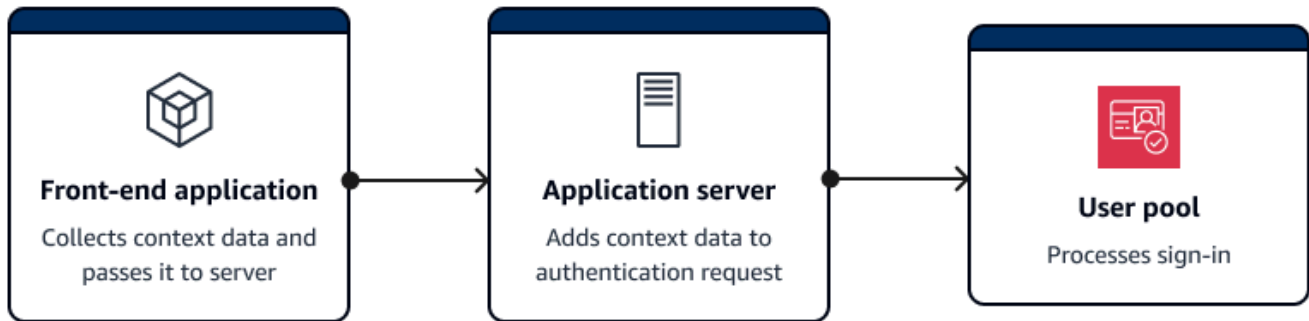 Front-end application
Collects context data and
passes it to server
Application server
Adds context data to
authentication request
User pool
Processes sign-in